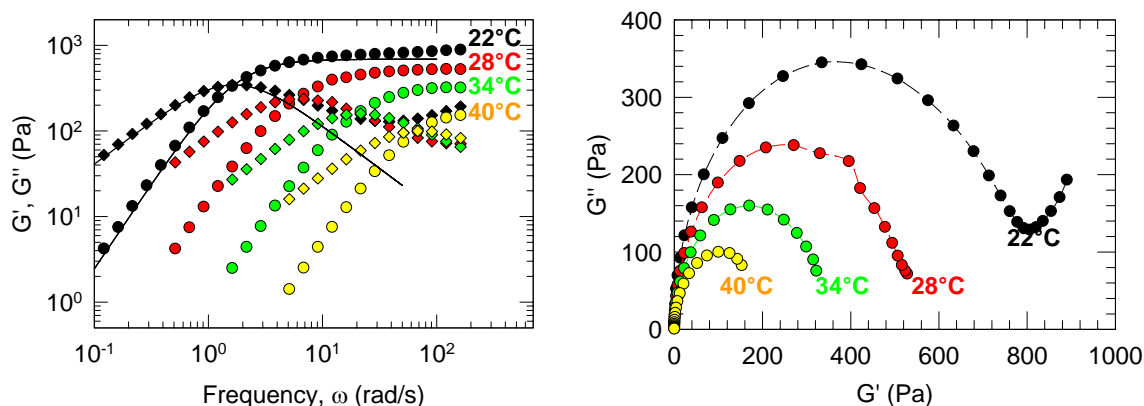 10³
10²
10¹
10⁰
G', G" (Pa)
22°C
28°C
34°C
40°C
10⁻¹ 10⁰ 10¹ 10²
Frequency, ω (rad/s)
400
300
200
100
0
G" (Pa)
22°C
40°C 34°C 28°C
0 200 400 600 800 1000
G' (Pa)